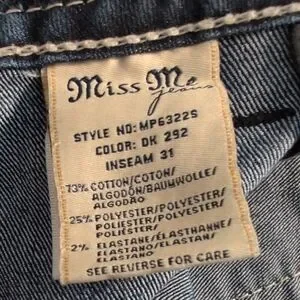 Miss Me
jeans
STYLE NO: MP6322S
COLOR: DK 292
INSEAM 31
73% COTTON/COTON/
ALGODÓN/BAUMWOLLE/
ALGODÃO
25% POLYESTER/POLYESTER/
POLIÉSTER/POLYESTER/
POLIÉSTER/
2% ELASTANE/ÉLASTHANNE/
ELASTANO/ELASTAN/
ELASTANO
SEE REVERSE FOR CARE